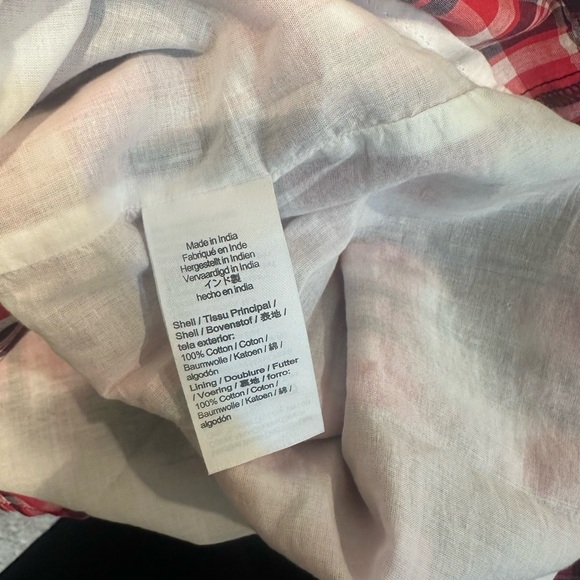 Made in India
Fabriqué en Inde
Hergestellt in Indien
Vervaardigd in India
インド製
hecho en india
Shell / Tissu Principal /
Shell / Bovenstof / 表地 /
tela exterior:
100% Cotton / Coton /
Baumwolle / Katoen / 綿 /
algodón
Lining / Doublure / Futter
/ Voering / 裏地 / forro:
100% Cotton / Coton /
Baumwolle / Katoen / 綿 /
algodón